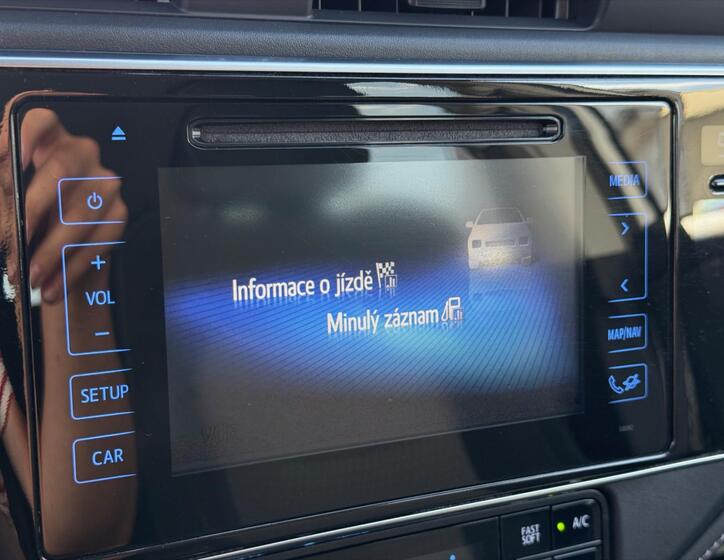 MEDIA
+
VOL
−
Informace o jízdě
Minulý záznam
MAP/NAV
SETUP
CAR
FAST
SOFT
A/C